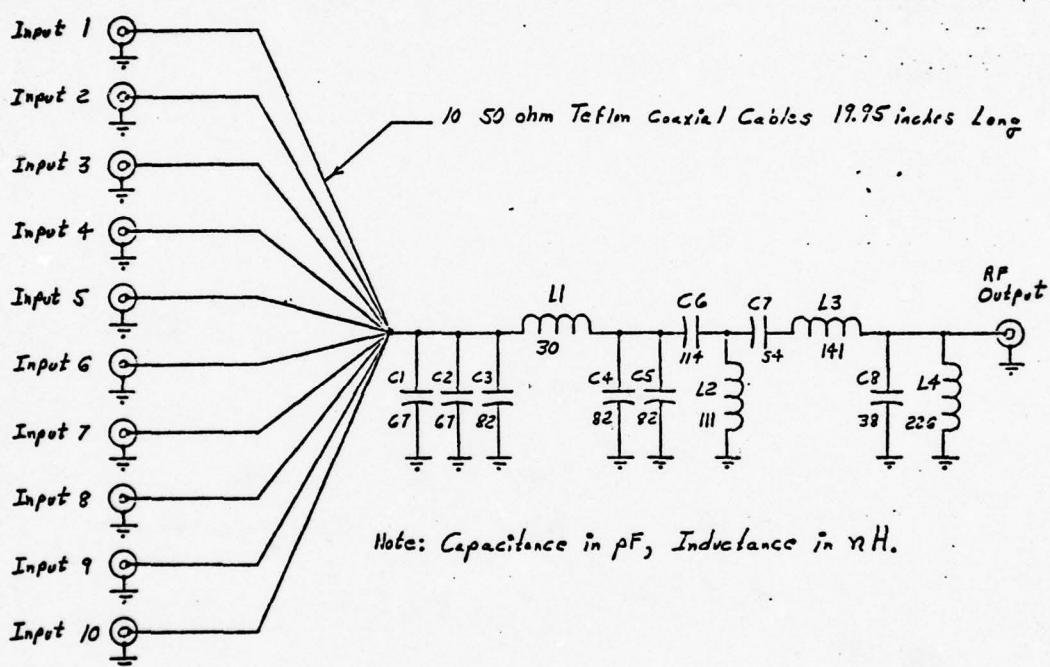 Input 1
Input 2
Input 3
Input 4
Input 5
Input 6
Input 7
Input 8
Input 9
Input 10
10 50 ohm Teflon Coaxial Cables 19.95 inches Long
L1
30
C6
114
C7
54
L3
141
RF
Output
C1
67
C2
67
C3
82
C4
82
C5
82
L2
111
C8
38
L4
226
Note: Capacitance in pF, Inductance in nH.